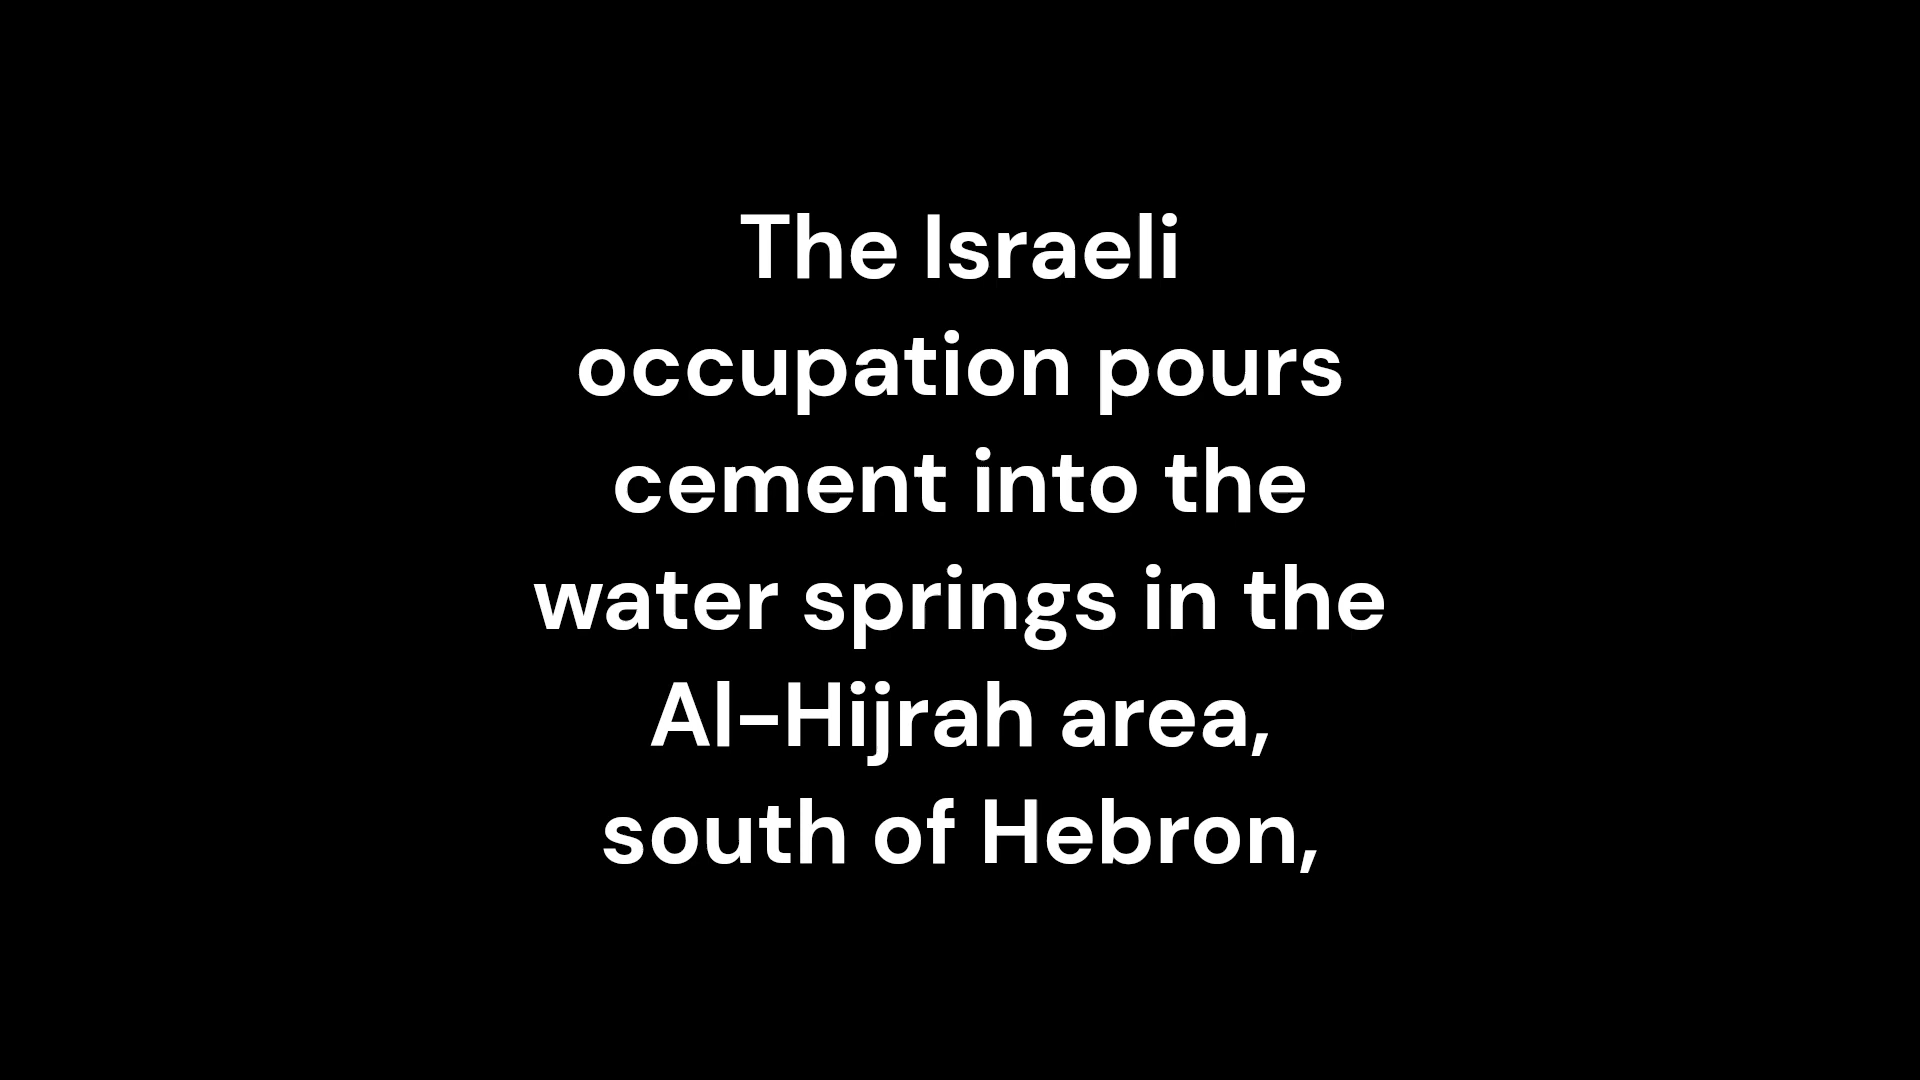 The Israeli
occupation pours
cement into the
water springs in the
Al-Hijrah area,
south of Hebron,